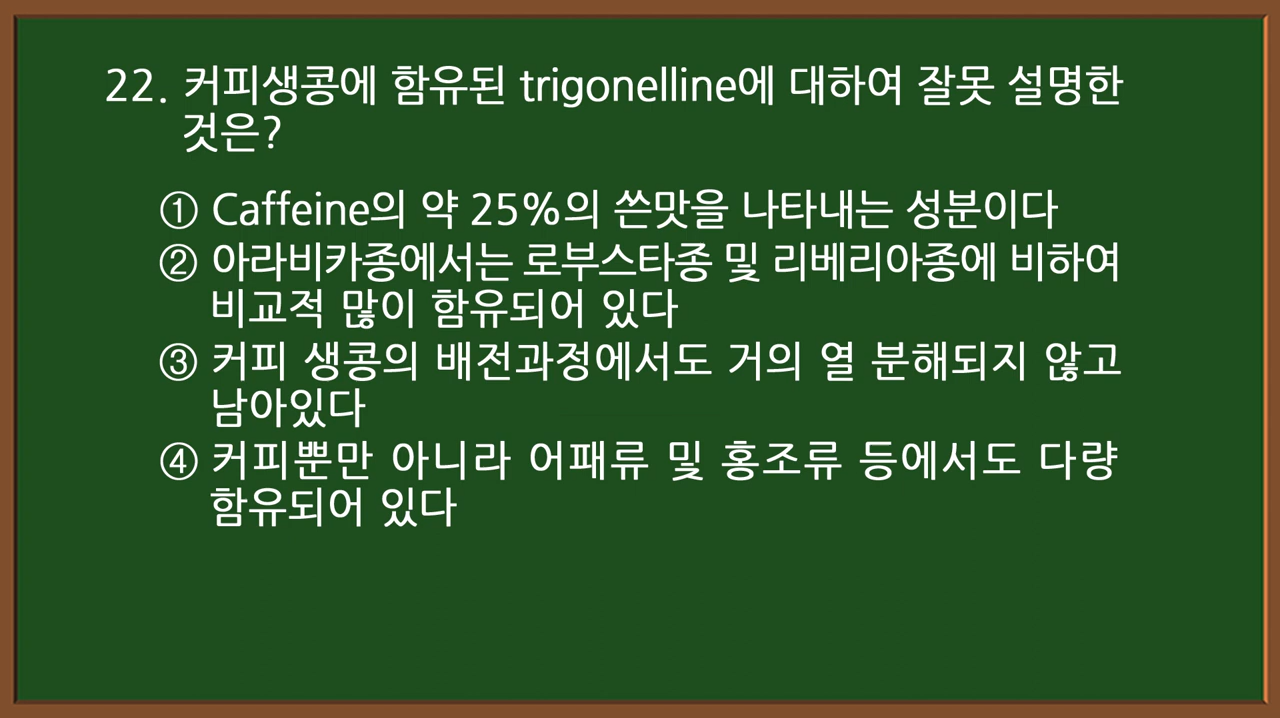 22. 커피생콩에 함유된 trigonelline에 대하여 잘못 설명한
것은?
① Caffeine의 약 25%의 쓴맛을 나타내는 성분이다
② 아라비카종에서는 로부스타종 및 리베리아종에 비하여
비교적 많이 함유되어 있다
③ 커피 생콩의 배전과정에서도 거의 열 분해되지 않고
남아있다
④ 커피뿐만 아니라 어패류 및 홍조류 등에서도 다량
함유되어 있다